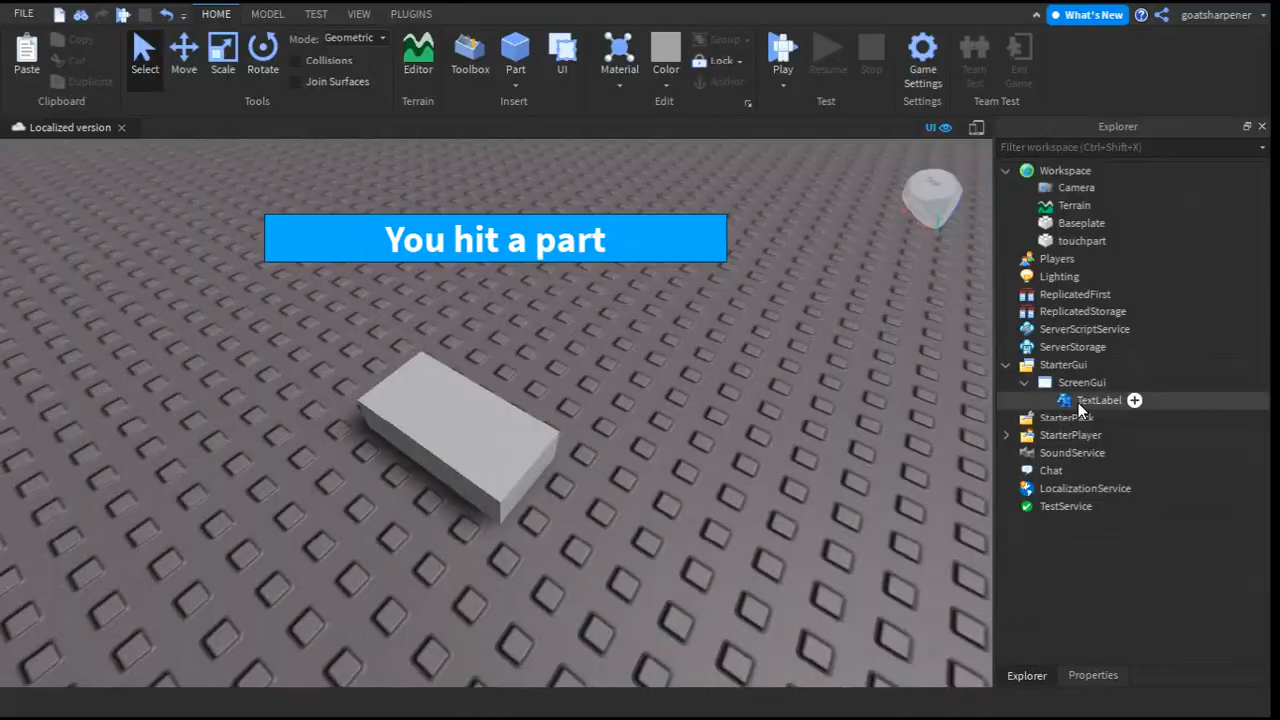 FILE HOME MODEL TEST VIEW PLUGINS What's New goatsharpener
Paste Copy Cut Duplicate Clipboard
Select Move Scale Rotate Mode: Geometric Collisions Join Surfaces Tools
Editor Terrain
Toolbox Part UI Insert
Material Color Group Lock Anchor Edit
Play Resume Stop Test
Game Settings Settings
Team Test Exit Game Team Test
Localized version
UI
Explorer
Filter workspace (Ctrl+Shift+X)
You hit a part
Workspace
Camera
Terrain
Baseplate
touchpart
Players
Lighting
ReplicatedFirst
ReplicatedStorage
ServerScriptService
ServerStorage
StarterGui
ScreenGui
TextLabel
StarterPack
StarterPlayer
SoundService
Chat
LocalizationService
TestService
Explorer Properties